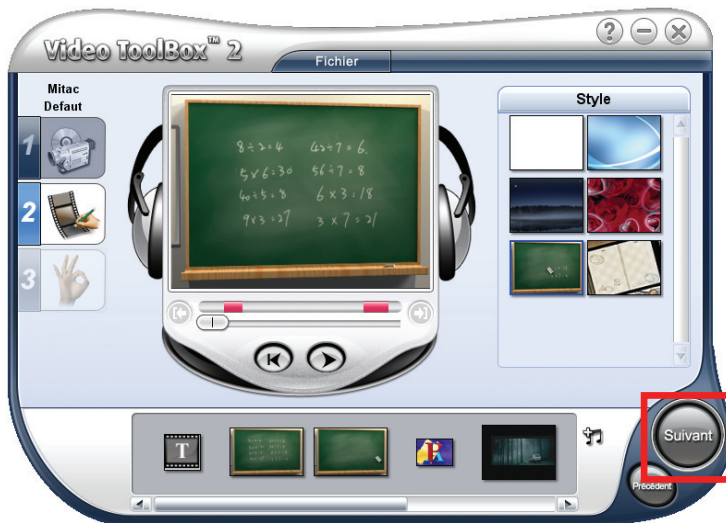 Video ToolBox™ 2
Fichier
Mitac
Defaut
1
2
3
8÷2=4 42÷7=6.
5×6=30 56÷7=8
40÷5=8 6×3=18
9×3=27 3×7=21
Style
T
R
Suivant
Précédent